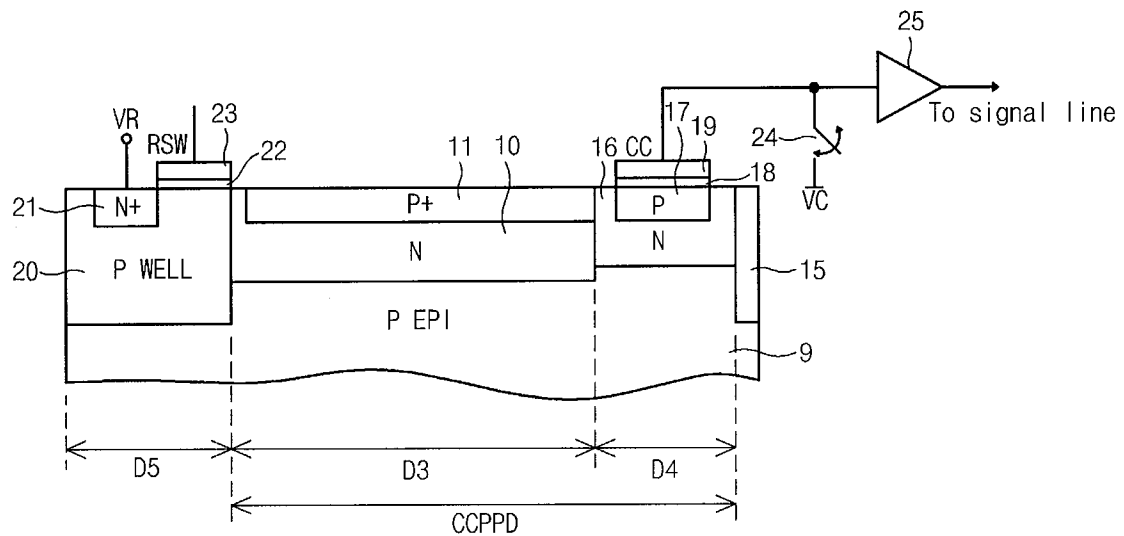 25
VR
RSW
23
22
11
10
16
CC
17
19
18
24
To signal line
VC
21
N+
P+
P
N
N
20
P WELL
15
P EPI
9
D5
D3
D4
CCPPD